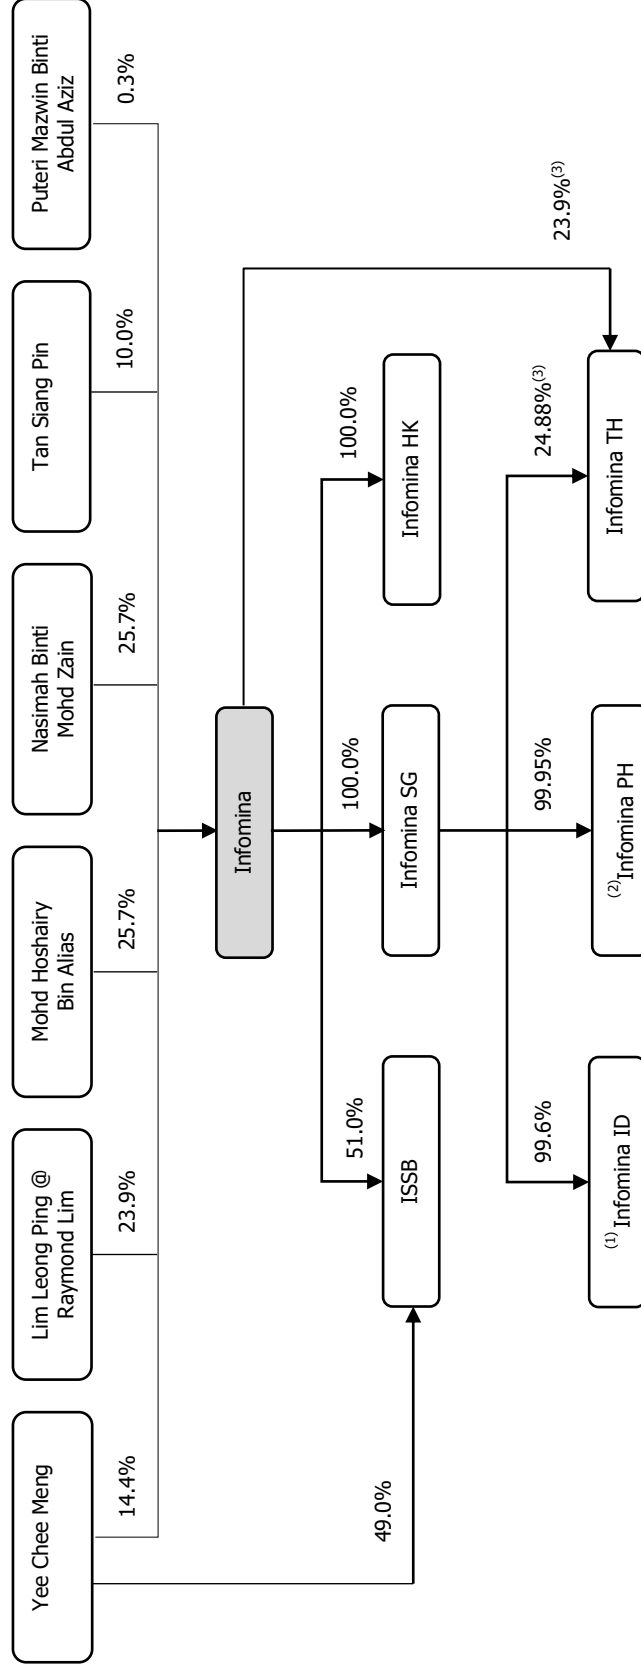 Yee Chee Meng
Lim Leong Ping @
Raymond Lim
Mohd Hoshairy
Bin Alias
Nasimah Binti
Mohd Zain
Tan Siang Pin
Puteri Mazwin Binti
Abdul Aziz
14.4%
23.9%
25.7%
25.7%
10.0%
0.3%
Infomina
49.0%
51.0%
100.0%
100.0%
ISSB
Infomina SG
Infomina HK
23.9%(3)
99.6%
99.95%
24.88%(3)
(1) Infomina ID
(2)Infomina PH
Infomina TH